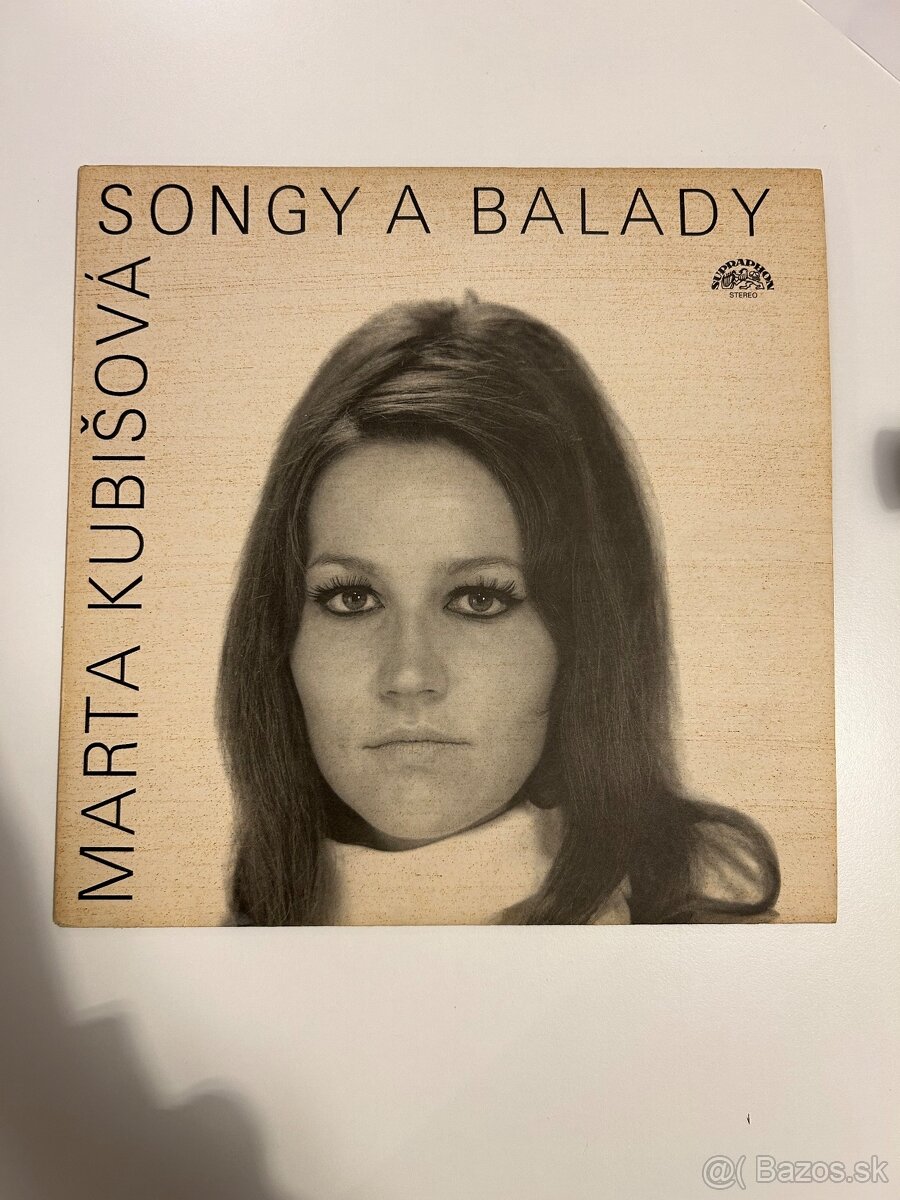 SONGY A BALADY
MARTA KUBIŠOVÁ
SUPRAPHON
STEREO
@( Bazos.sk